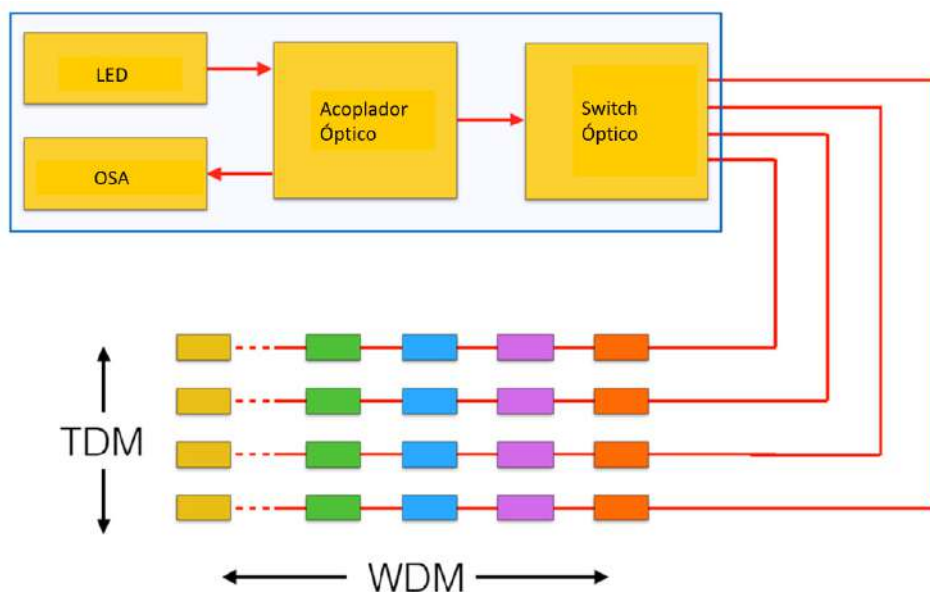 LED
Acoplador
Óptico
Switch
Óptico
OSA
TDM
WDM